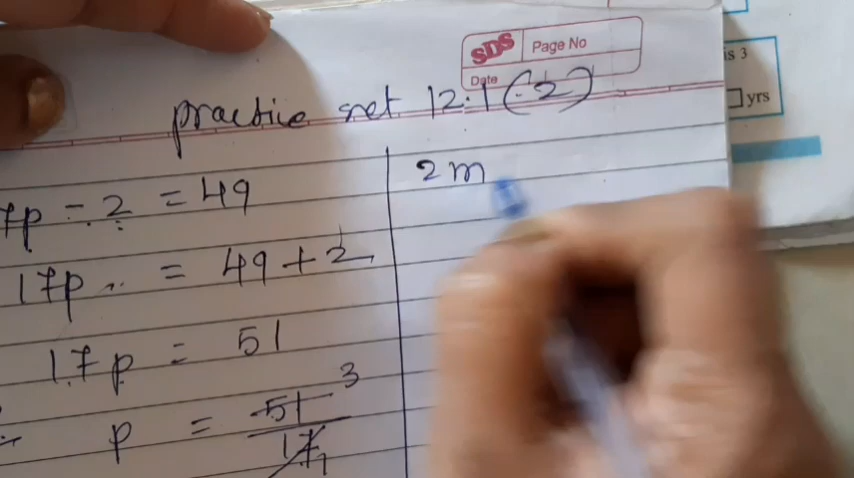 SDS Page No
Date
is 3
yrs
practice set 12.1 (2)
7p - 2 = 49
17p = 49 + 2
17p = 51
p = 51 3
17 1
2m